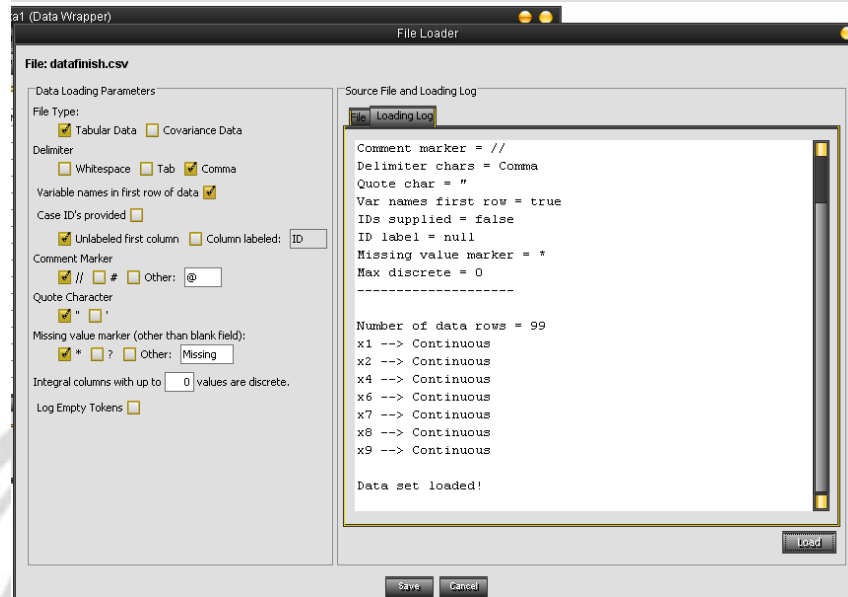 ta1 (Data Wrapper)
File Loader
File: datafinish.csv
Data Loading Parameters
File Type:
Tabular Data Covariance Data
Delimiter
Whitespace Tab Comma
Variable names in first row of data
Case ID's provided
Unlabeled first column Column labeled: ID
Comment Marker
// # Other: @
Quote Character
" '
Missing value marker (other than blank field):
* ? Other: Missing
Integral columns with up to 0 values are discrete.
Log Empty Tokens
Source File and Loading Log
File Loading Log
Comment marker = //
Delimiter chars = Comma
Quote char = "
Var names first row = true
IDs supplied = false
ID label = null
Missing value marker = *
Max discrete = 0
--------------------
Number of data rows = 99
x1 --> Continuous
x2 --> Continuous
x4 --> Continuous
x6 --> Continuous
x7 --> Continuous
x8 --> Continuous
x9 --> Continuous
Data set loaded!
Load
Save Cancel